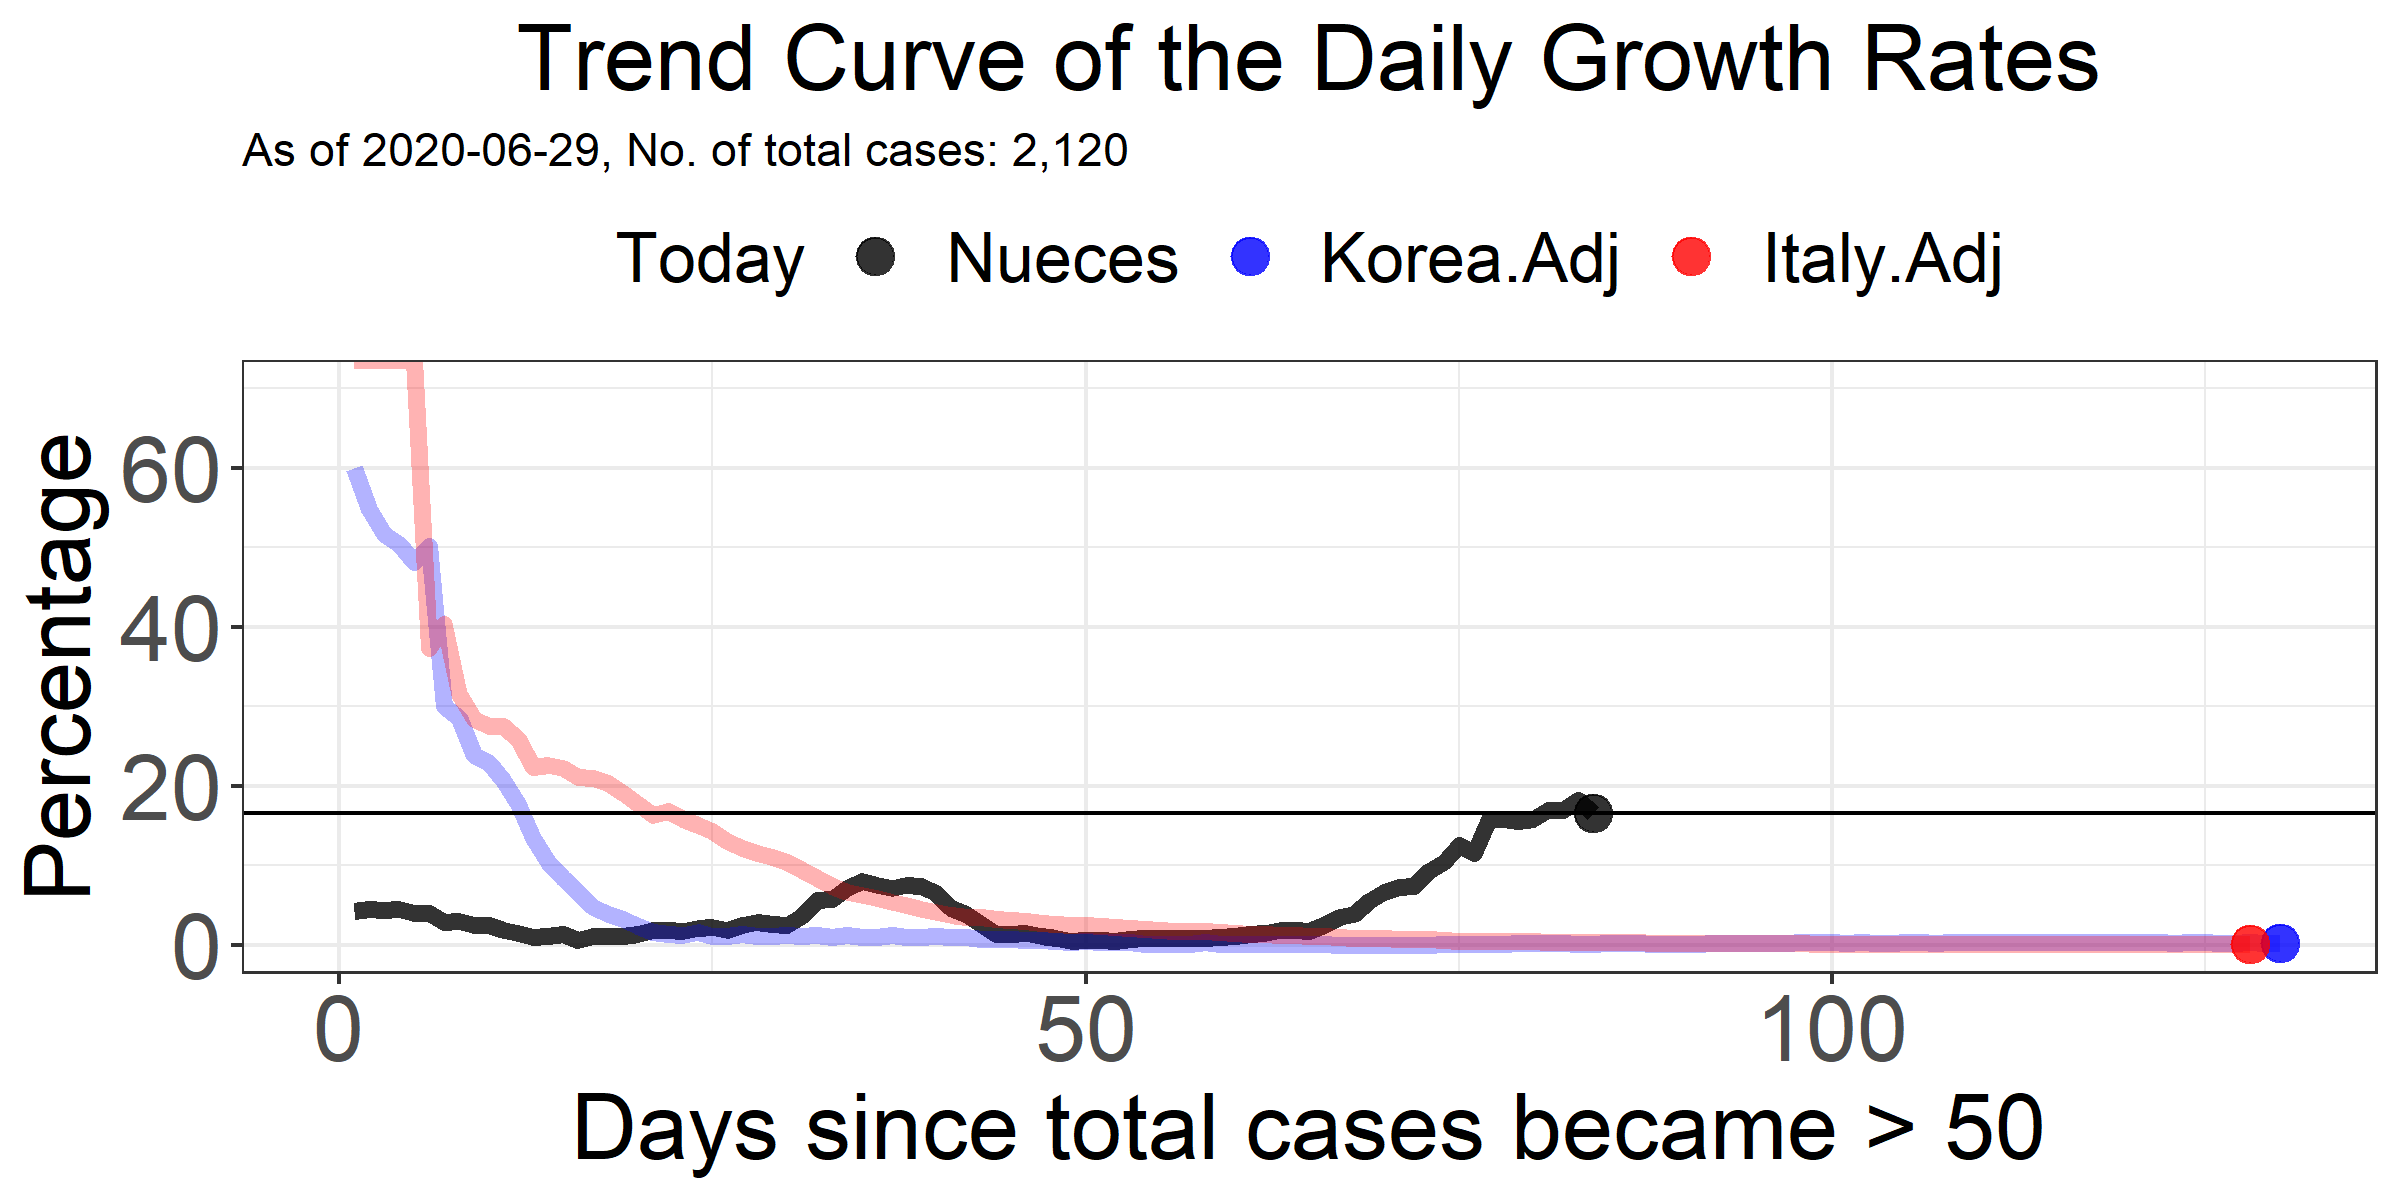 Trend Curve of the Daily Growth Rates
As of 2020-06-29, No. of total cases: 2,120
Today Nueces Korea.Adj Italy.Adj
Percentage
60
40
20
0
0 50 100
Days since total cases became > 50